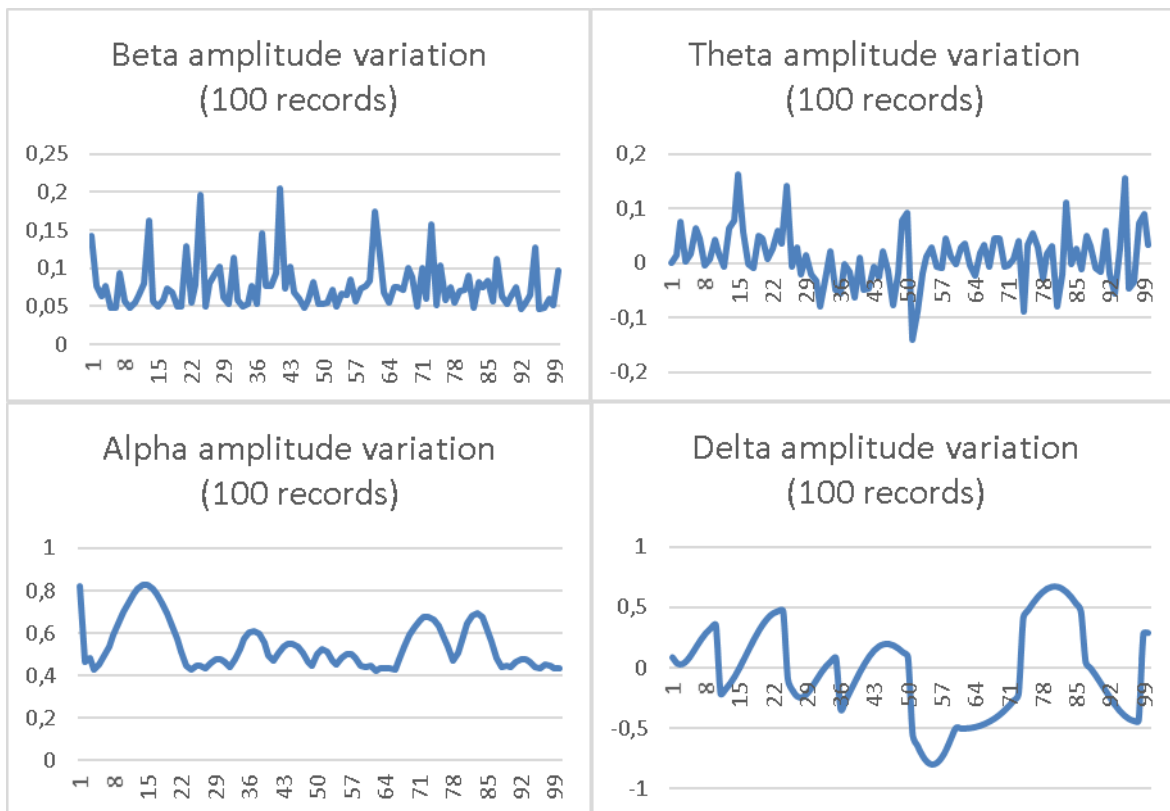 Beta amplitude variation
(100 records)
0,25
0,2
0,15
0,1
0,05
0
1 8 15 22 29 36 43 50 57 64 71 78 85 92 99
Theta amplitude variation
(100 records)
0,2
0,1
0
-0,1
-0,2
1 8 15 22 29 36 43 50 57 64 71 78 85 92 99
Alpha amplitude variation
(100 records)
1
0,8
0,6
0,4
0,2
0
1 8 15 22 29 36 43 50 57 64 71 78 85 92 99
Delta amplitude variation
(100 records)
1
0,5
0
-0,5
-1
1 8 15 22 29 36 43 50 57 64 71 78 85 92 99